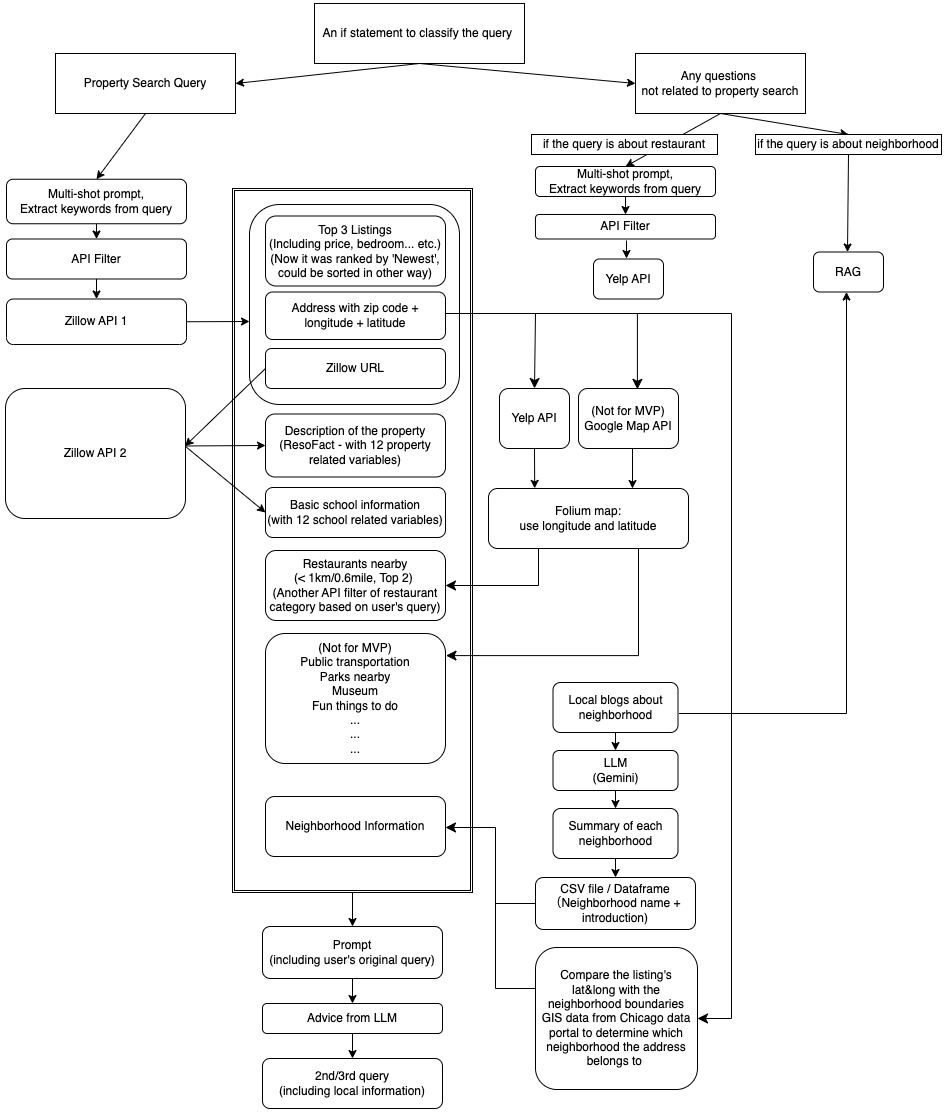 An if statement to classify the query
Property Search Query
Any questions
not related to property search
if the query is about restaurant
if the query is about neighborhood
Multi-shot prompt,
Extract keywords from query
API Filter
Yelp API
RAG
Multi-shot prompt,
Extract keywords from query
API Filter
Zillow API 1
Zillow API 2
Top 3 Listings
(Including price, bedroom... etc.)
(Now it was ranked by 'Newest',
could be sorted in other way)
Address with zip code +
longitude + latitude
Zillow URL
Description of the property
(ResoFact - with 12 property
related variables)
Basic school information
(with 12 school related variables)
Restaurants nearby
(< 1km/0.6mile, Top 2)
(Another API filter of restaurant
category based on user's query)
(Not for MVP)
Public transportation
Parks nearby
Museum
Fun things to do
...
...
...
Neighborhood Information
Yelp API
(Not for MVP)
Google Map API
Folium map:
use longitude and latitude
Local blogs about
neighborhood
LLM
(Gemini)
Summary of each
neighborhood
CSV file / Dataframe
(Neighborhood name +
introduction)
Compare the listing's
lat&long with the
neighborhood boundaries
GIS data from Chicago data
portal to determine which
neighborhood the address
belongs to
Prompt
(including user's original query)
Advice from LLM
2nd/3rd query
(including local information)